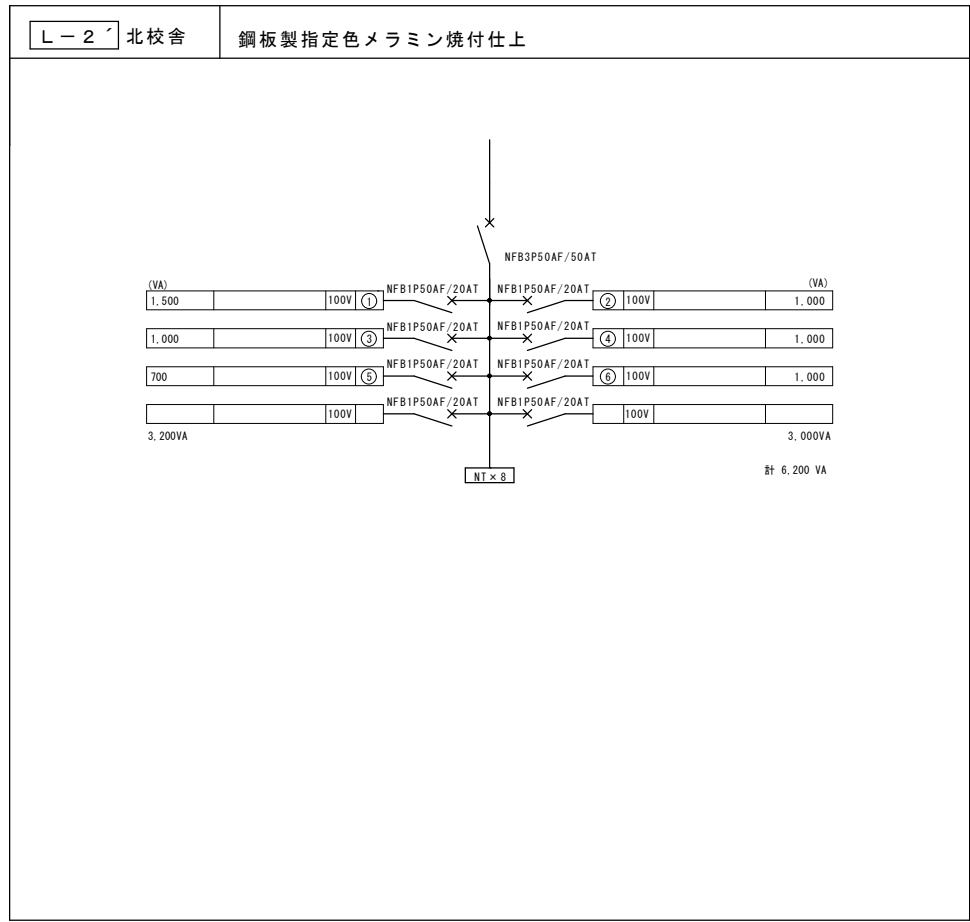 L－2´ 北校舎 鋼板製指定色メラミン焼付仕上
NFB3P50AF/50AT
(VA) (VA)
NFB1P50AF/20AT NFB1P50AF/20AT
1,500 100V ① ② 100V 1,000
NFB1P50AF/20AT NFB1P50AF/20AT
1,000 100V ③ ④ 100V 1,000
NFB1P50AF/20AT NFB1P50AF/20AT
700 100V ⑤ ⑥ 100V 1,000
NFB1P50AF/20AT NFB1P50AF/20AT
100V 100V
3,200VA 3,000VA
NT×8 計 6,200 VA